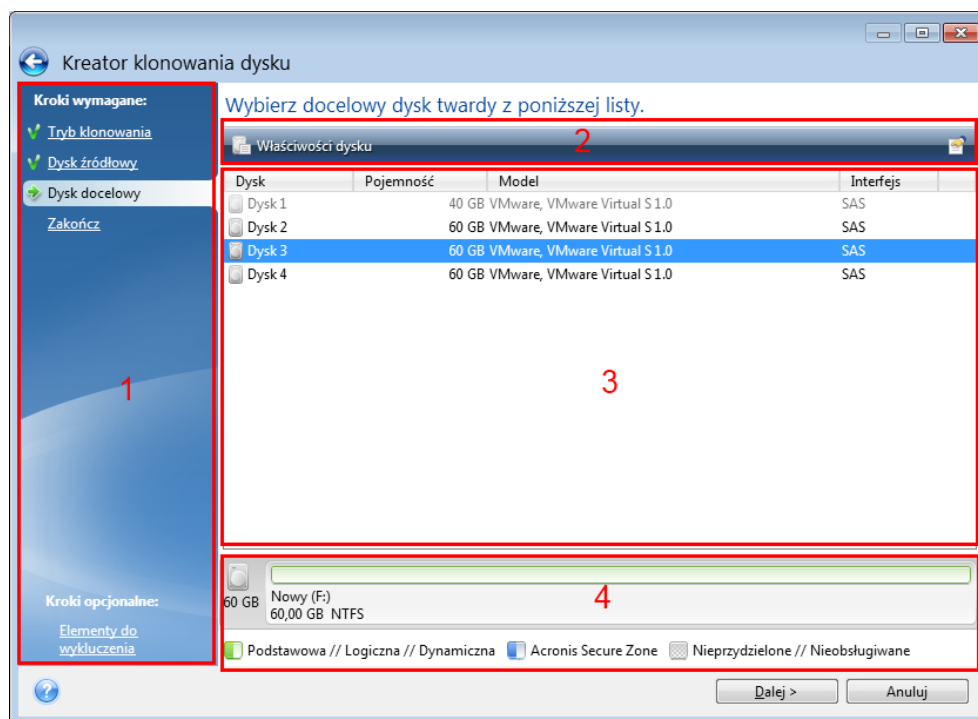 Kreator klonowania dysku
Kroki wymagane:
Tryb klonowania
Dysk źródłowy
Dysk docelowy
Zakończ
1
Kroki opcjonalne:
Elementy do
wykluczenia
Wybierz docelowy dysk twardy z poniższej listy.
Właściwości dysku
2
Dysk Pojemność Model Interfejs
Dysk 1 40 GB VMware, VMware Virtual S 1.0 SAS
Dysk 2 60 GB VMware, VMware Virtual S 1.0 SAS
Dysk 3 60 GB VMware, VMware Virtual S 1.0 SAS
Dysk 4 60 GB VMware, VMware Virtual S 1.0 SAS
3
60 GB
Nowy (F:)
60,00 GB NTFS
4
Podstawowa // Logiczna // Dynamiczna Acronis Secure Zone Nieprzydzielone // Nieobsługiwane
?
Dalej > Anuluj